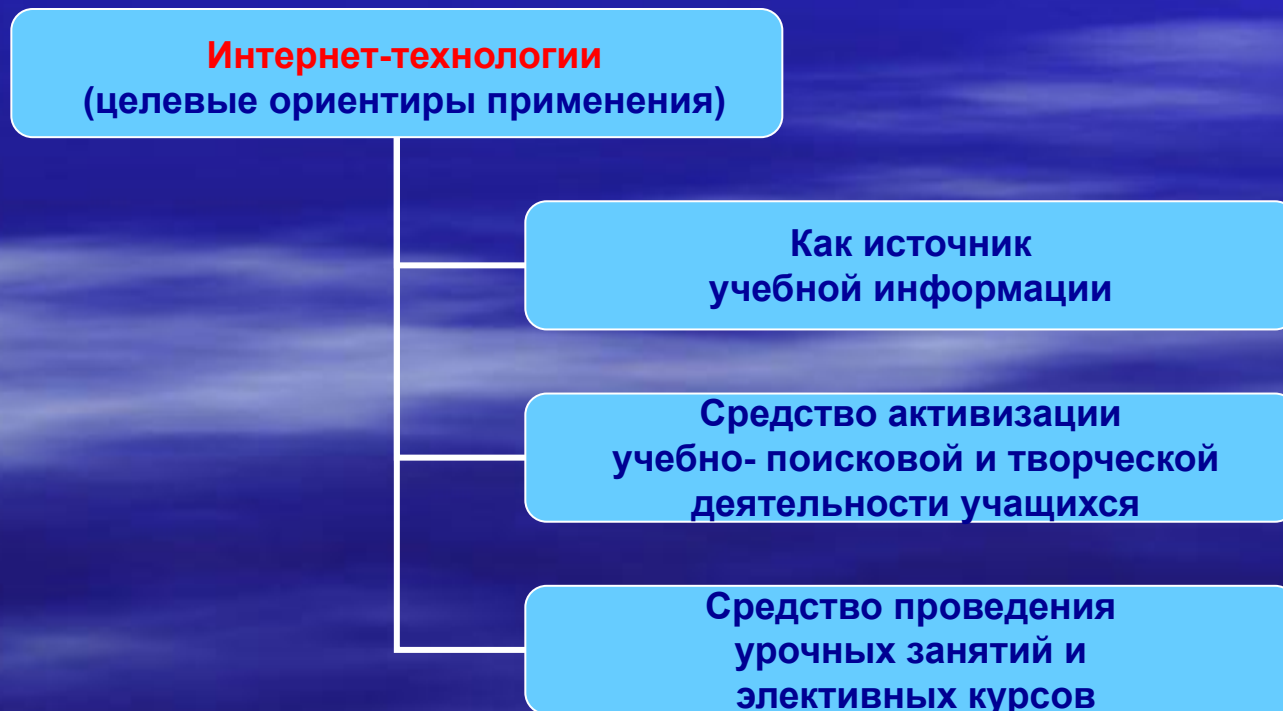 Интернет-технологии
(целевые ориентиры применения)
Как источник
учебной информации
Средство активизации
учебно- поисковой и творческой
деятельности учащихся
Средство проведения
урочных занятий и
элективных курсов